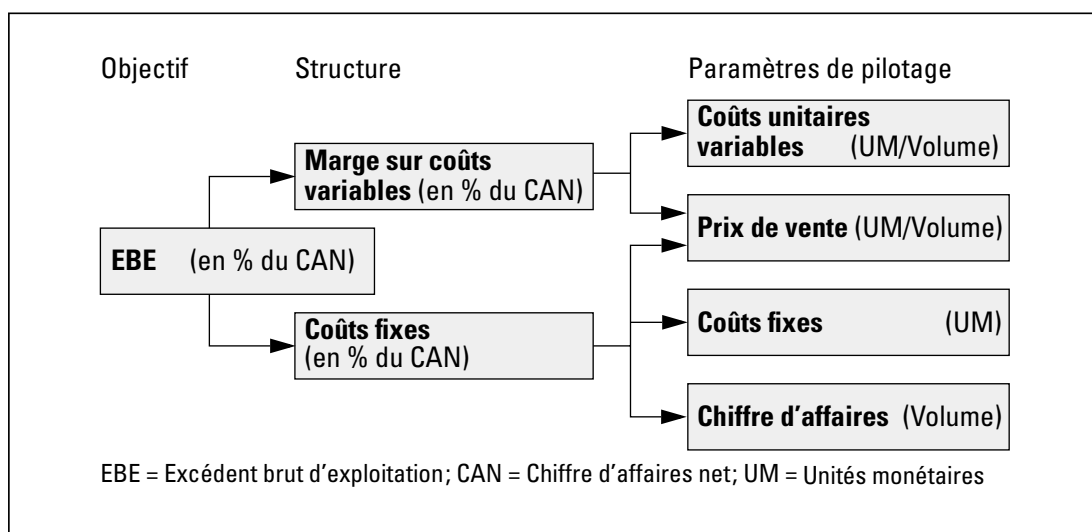 Objectif Structure Paramètres de pilotage
Coûts unitaires
variables (UM/Volume)
Marge sur coûts
variables (en % du CAN)
Prix de vente (UM/Volume)
EBE (en % du CAN)
Coûts fixes
(en % du CAN)
Coûts fixes (UM)
Chiffre d'affaires (Volume)
EBE = Excédent brut d'exploitation; CAN = Chiffre d'affaires net; UM = Unités monétaires